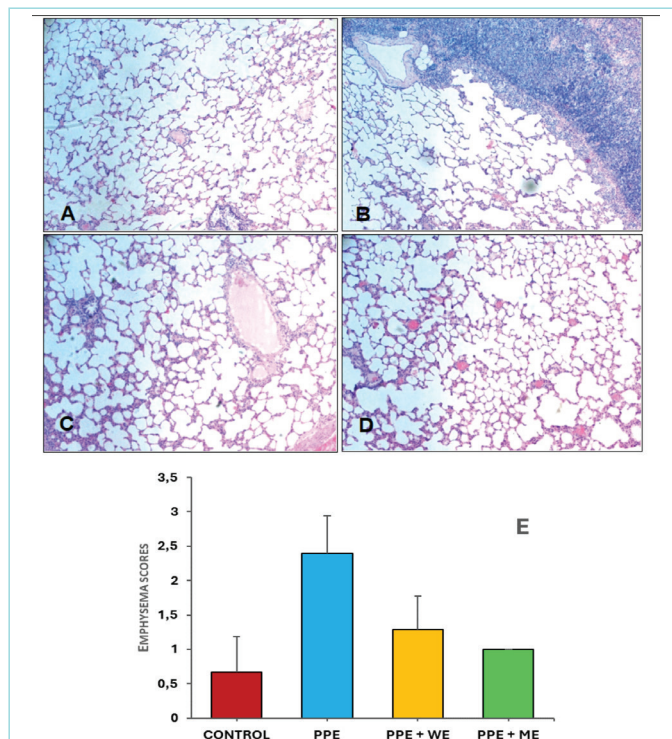 A
B
C
D
E
EMPHYSEMA SCORES
3,5
3
2,5
2
1,5
1
0,5
0
CONTROL PPE PPE + WE PPE + ME